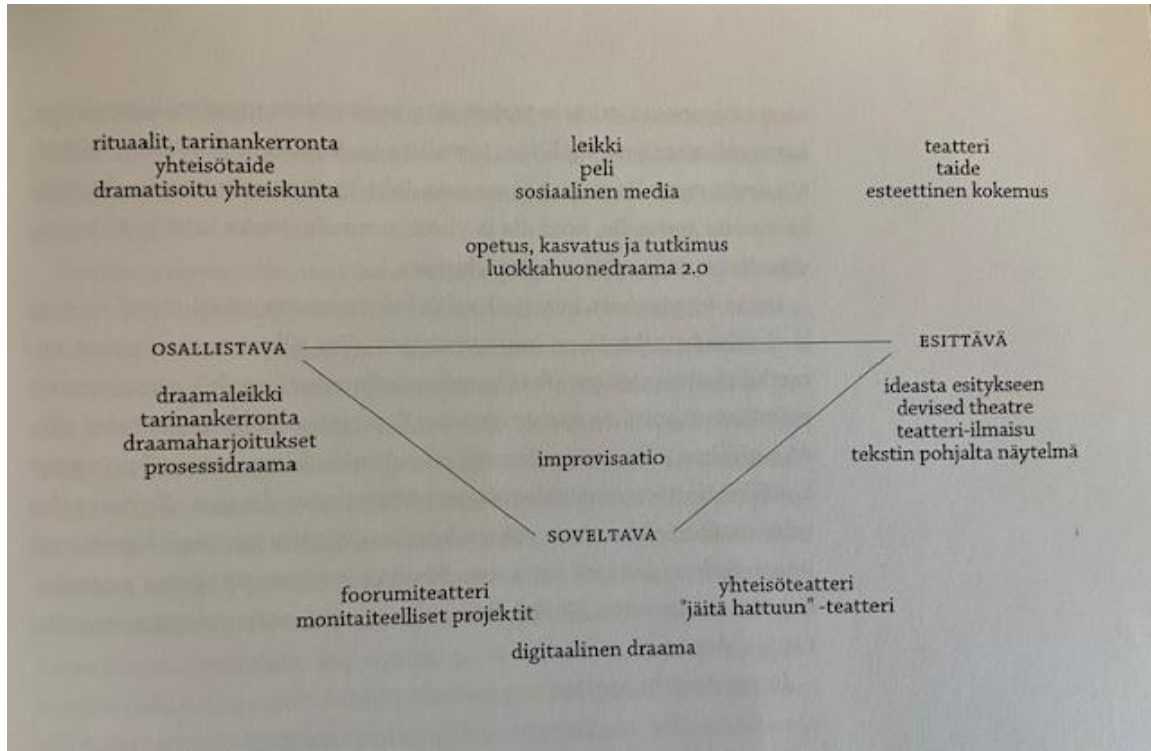 rituaalit, tarinankerronta
yhteisötaide
dramatisoitu yhteiskunta
leikki
peli
sosiaalinen media
teatteri
taide
esteettinen kokemus
opetus, kasvatus ja tutkimus
luokkahuonedraama 2.0
OSALLISTAVA
ESITTÄVÄ
draamaleikki
tarinankerronta
draamaharjoitukset
prosessidraama
improvisaatio
ideasta esitykseen
devised theatre
teatteri-ilmaisu
tekstin pohjalta näytelmä
SOVELTAVA
foorumiteatteri
monitaiteelliset projektit
yhteisöteatteri
"jäitä hattuun" -teatteri
digitaalinen draama